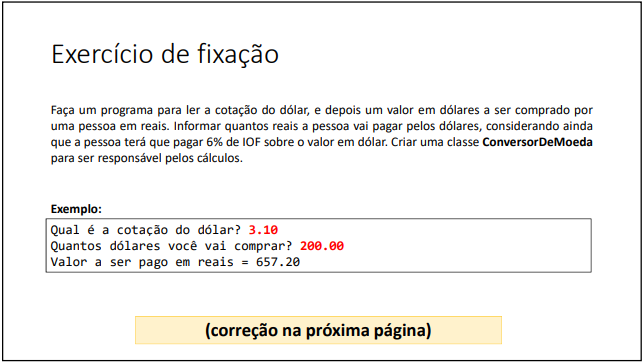 Exercício de fixação
Faça um programa para ler a cotação do dólar, e depois um valor em dólares a ser comprado por
uma pessoa em reais. Informar quantos reais a pessoa vai pagar pelos dólares, considerando ainda
que a pessoa terá que pagar 6% de IOF sobre o valor em dólar. Criar uma classe ConversorDeMoeda
para ser responsável pelos cálculos.
Exemplo:
Qual é a cotação do dólar? 3.10
Quantos dólares você vai comprar? 200.00
Valor a ser pago em reais = 657.20
(correção na próxima página)